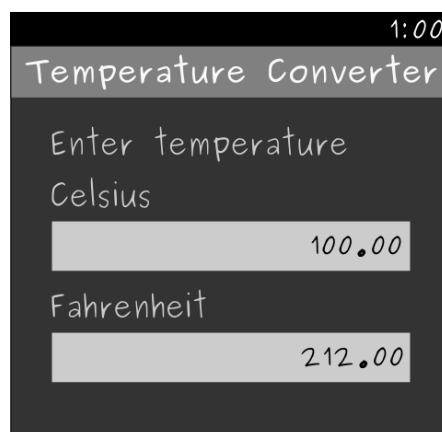 1:00
Temperature Converter
Enter temperature
Celsius
100.00
Fahrenheit
212.00